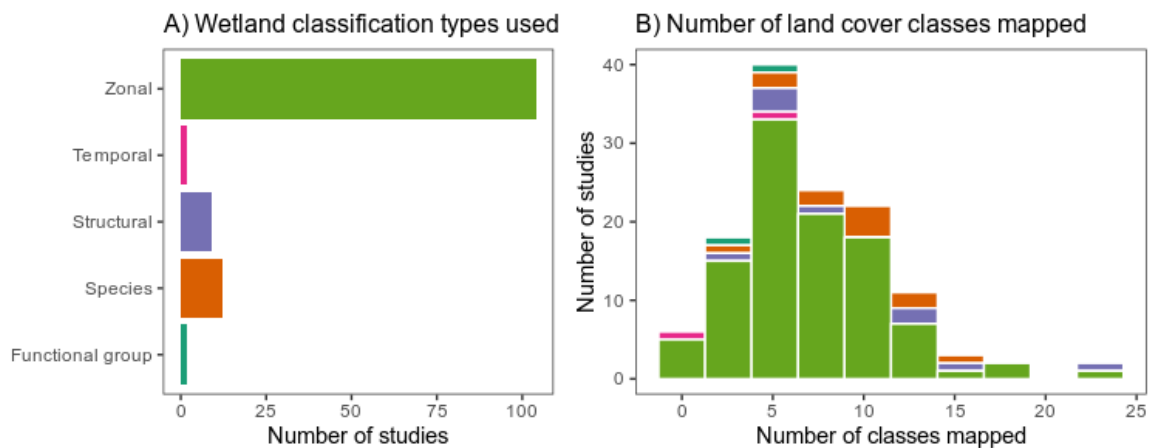 A) Wetland classification types used
Zonal
Temporal
Structural
Species
Functional group
0 25 50 75 100
Number of studies
B) Number of land cover classes mapped
Number of studies
40
30
20
10
0
0 5 10 15 20 25
Number of classes mapped